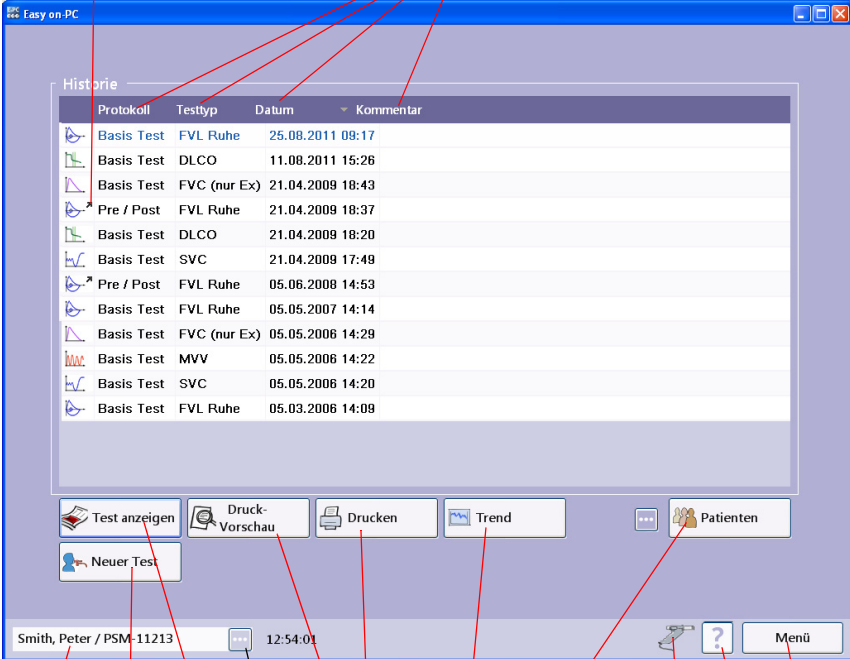 Easy on-PC
Historie
Protokoll Testtyp Datum Kommentar
Basis Test FVL Ruhe 25.08.2011 09:17
Basis Test DLCO 11.08.2011 15:26
Basis Test FVC (nur Ex) 21.04.2009 18:43
Pre / Post FVL Ruhe 21.04.2009 18:37
Basis Test DLCO 21.04.2009 18:20
Basis Test SVC 21.04.2009 17:49
Pre / Post FVL Ruhe 05.06.2008 14:53
Basis Test FVL Ruhe 05.05.2007 14:14
Basis Test FVC (nur Ex) 05.05.2006 14:29
Basis Test MVV 05.05.2006 14:22
Basis Test SVC 05.05.2006 14:20
Basis Test FVL Ruhe 05.03.2006 14:09
Test anzeigen
Druck-
Vorschau
Drucken
Trend
...
Patienten
Neuer Test
Smith, Peter / PSM-11213 ... 12:54:01 ? Menü